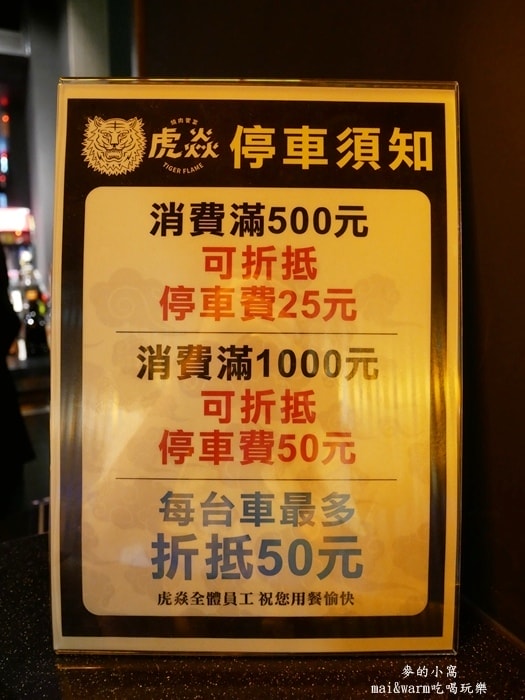 燒肉官家
虎焱 停車須知
TIGER FLAME
消費滿500元
可折抵
停車費25元
消費滿1000元
可折抵
停車費50元
每台車最多
折抵50元
虎焱全體員工 祝您用餐愉快
麥的小窩
mai&warm吃喝玩樂